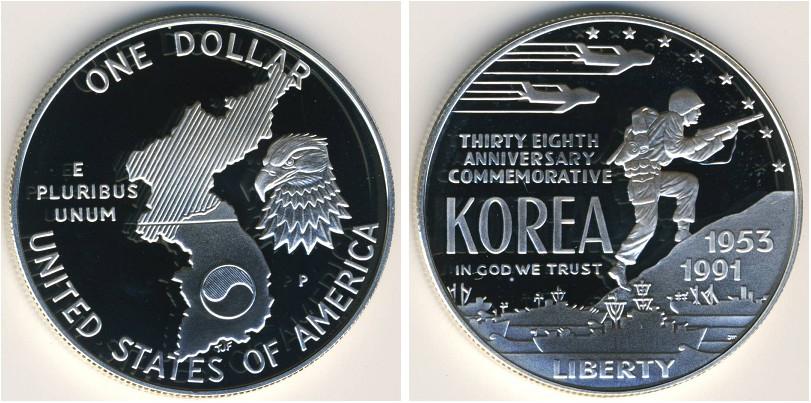 ONE DOLLAR
E
PLURIBUS
UNUM
P
TJF
UNITED STATES OF AMERICA
THIRTY EIGHTH
ANNIVERSARY
COMMEMORATIVE
KOREA
IN GOD WE TRUST
1953
1991
LIBERTY